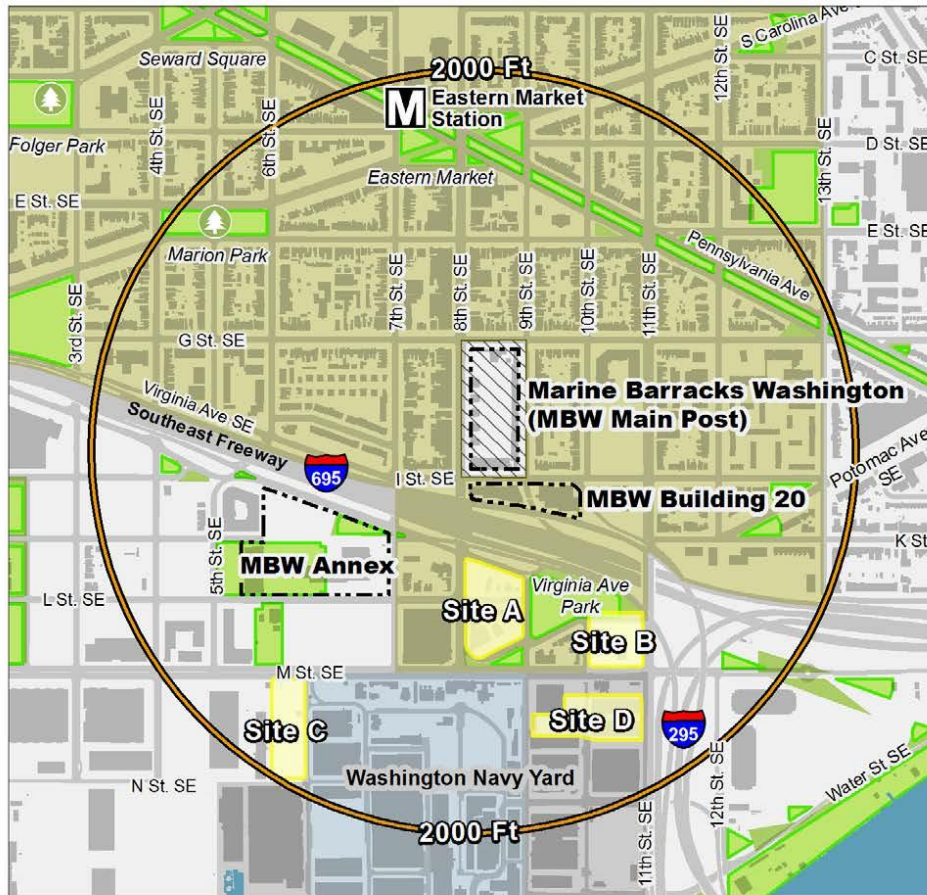 S Carolina Ave
12th St. SE
C St. SE
Seward Square
2000 Ft
M
Eastern Market
Station
4th St. SE
6th St. SE
Folger Park
D St. SE
13th St. SE
Eastern Market
E St. SE
E St. SE
Marion Park
Pennsylvania Ave
7th St. SE
8th St. SE
9th St. SE
10th St. SE
11th St. SE
3rd St. SE
G St. SE
Marine Barracks Washington
(MBW Main Post)
Virginia Ave SE
Southeast Freeway
Potomac Ave
SE
695
I St. SE
MBW Building 20
K St.
5th St. SE
MBW Annex
Virginia Ave
Park
L St. SE
Site A
Site B
M St. SE
Site C
Site D
295
Washington Navy Yard
N St. SE
Water St SE
12th St. SE
11th St. SE
2000 Ft